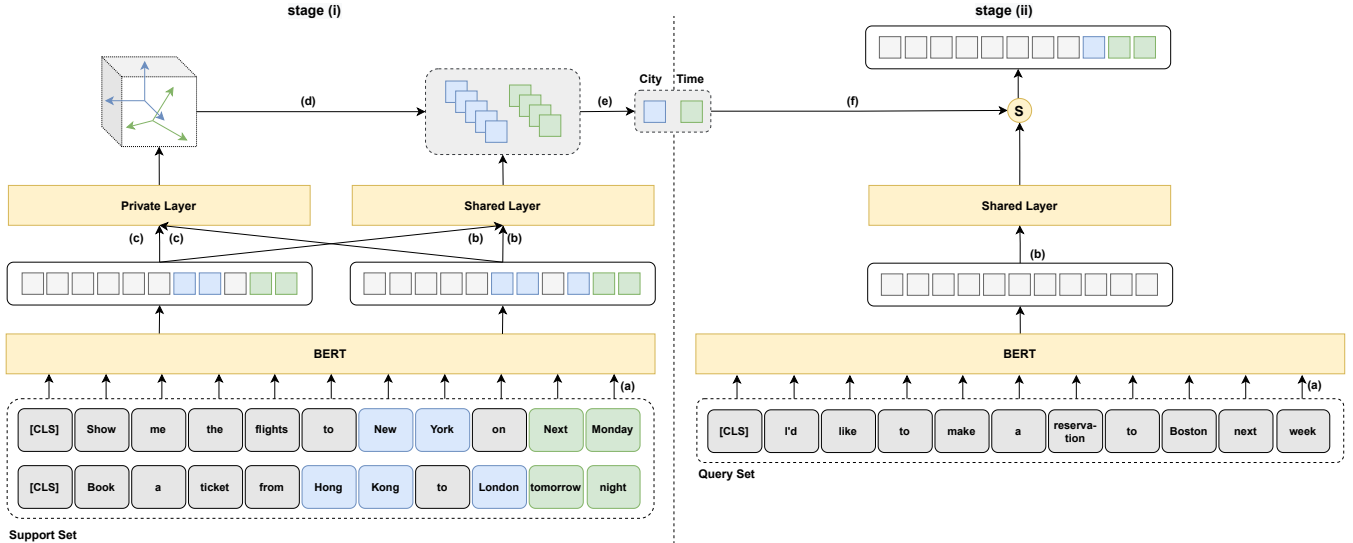 stage (i)
stage (ii)
City Time
(d)
(e)
(f)
S
Private Layer
Shared Layer
Shared Layer
(c) (c)
(b) (b)
(b)
BERT
BERT
(a)
(a)
[CLS] Show me the flights to New York on Next Monday
[CLS] Book a ticket from Hong Kong to London tomorrow night
Support Set
[CLS] I'd like to make a reserva-
tion to Boston next week
Query Set